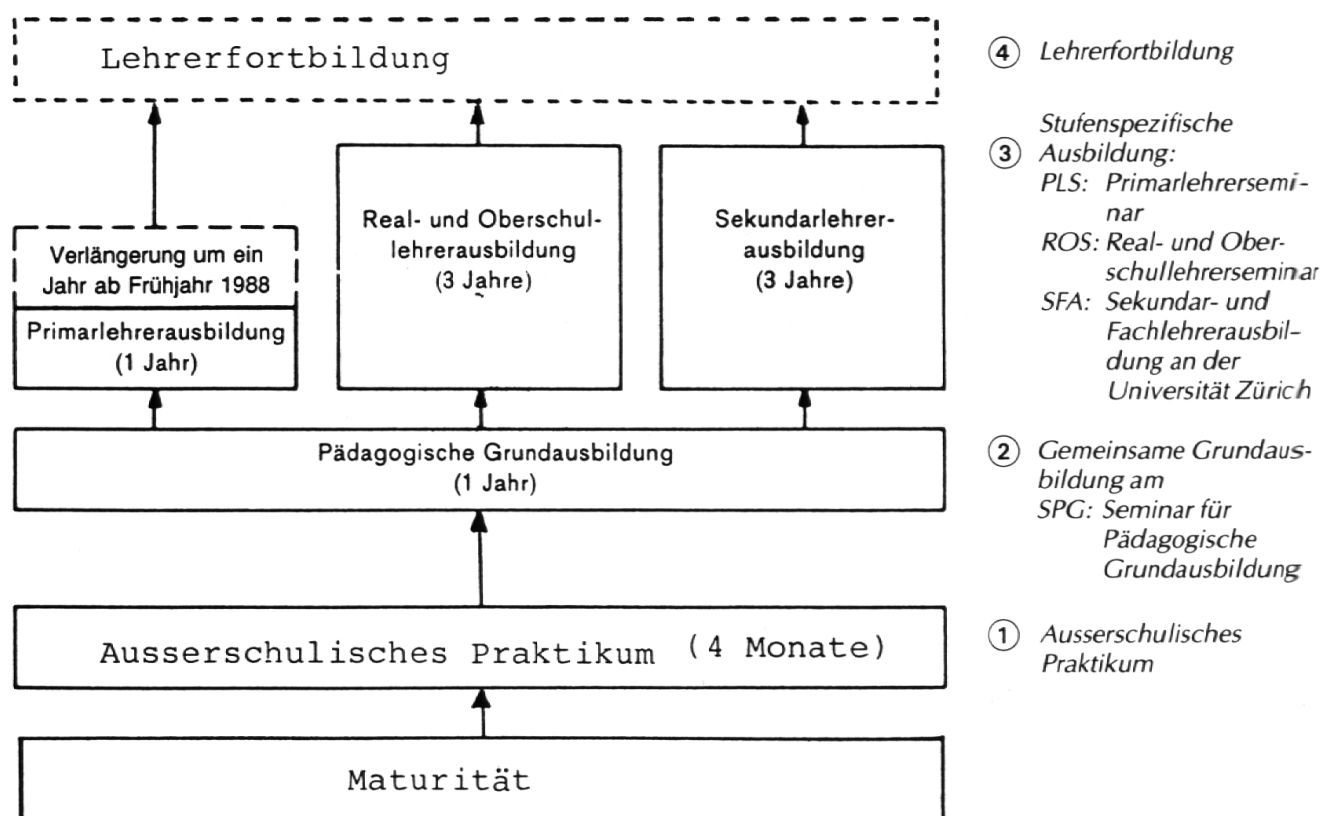 Lehrerfortbildung
Real- und Oberschul-
lehrerausbildung
(3 Jahre)
Sekundarlehrer-
ausbildung
(3 Jahre)
Verlängerung um ein
Jahr ab Frühjahr 1988
Primarlehrerausbildung
(1 Jahr)
Pädagogische Grundausbildung
(1 Jahr)
Ausserschulisches Praktikum (4 Monate)
Maturität
4 Lehrerfortbildung
Stufenspezifische
3 Ausbildung:
PLS: Primarlehrersemi-
nar
ROS: Real- und Ober-
schullehrerseminar
SFA: Sekundar- und
Fachlehrerausbil-
dung an der
Universität Zürich
2 Gemeinsame Grundaus-
bildung am
SPG: Seminar für
Pädagogische
Grundausbildung
1 Ausserschulisches
Praktikum